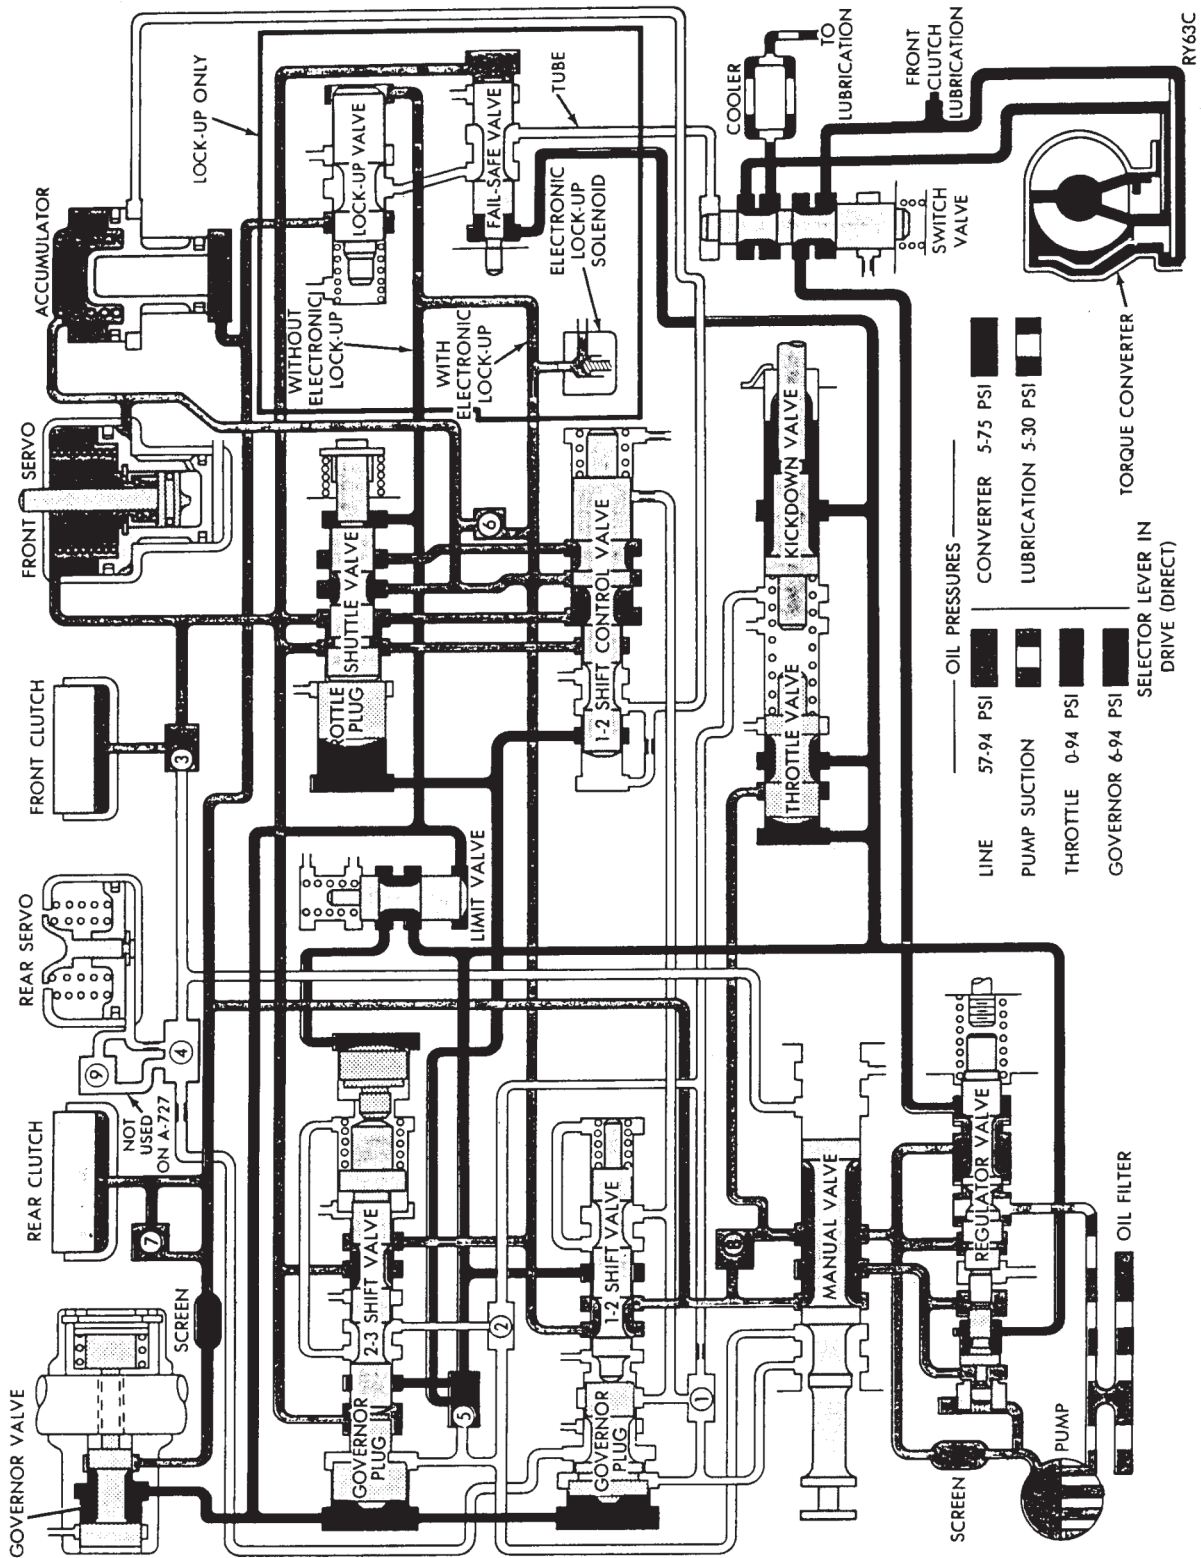 GOVERNOR VALVE
REAR CLUTCH
REAR SERVO
FRONT CLUTCH
FRONT SERVO
ACCUMULATOR
LOCK-UP ONLY
SCREEN
7
9
4
3
NOT
USED
ON A-727
GOVERNOR
PLUG
2-3 SHIFT VALVE
LIMIT VALVE
ROTTLE
PLUG
SHUTTLE VALVE
WITHOUT
ELECTRONIC
LOCK-UP
LOCK-UP VALVE
5
2
6
WITH
ELECTRONIC
LOCK-UP
FAIL-SAFE VALVE
TUBE
GOVERNOR
PLUG
1-2 SHIFT VALVE
1-2 SHIFT CONTROL VALVE
ELECTRONIC
LOCK-UP
SOLENOID
1
8
MANUAL VALVE
THROTTLE VALVE
KICKDOWN VALVE
COOLER
TO
LUBRICATION
FRONT
CLUTCH
LUBRICATION
SWITCH
VALVE
SCREEN
PUMP
REGULATOR VALVE
OIL FILTER
OIL PRESSURES
LINE 57-94 PSI
PUMP SUCTION
THROTTLE 0-94 PSI
GOVERNOR 6-94 PSI
CONVERTER 5-75 PSI
LUBRICATION 5-30 PSI
SELECTOR LEVER IN
DRIVE (DIRECT)
TORQUE CONVERTER
RY63C